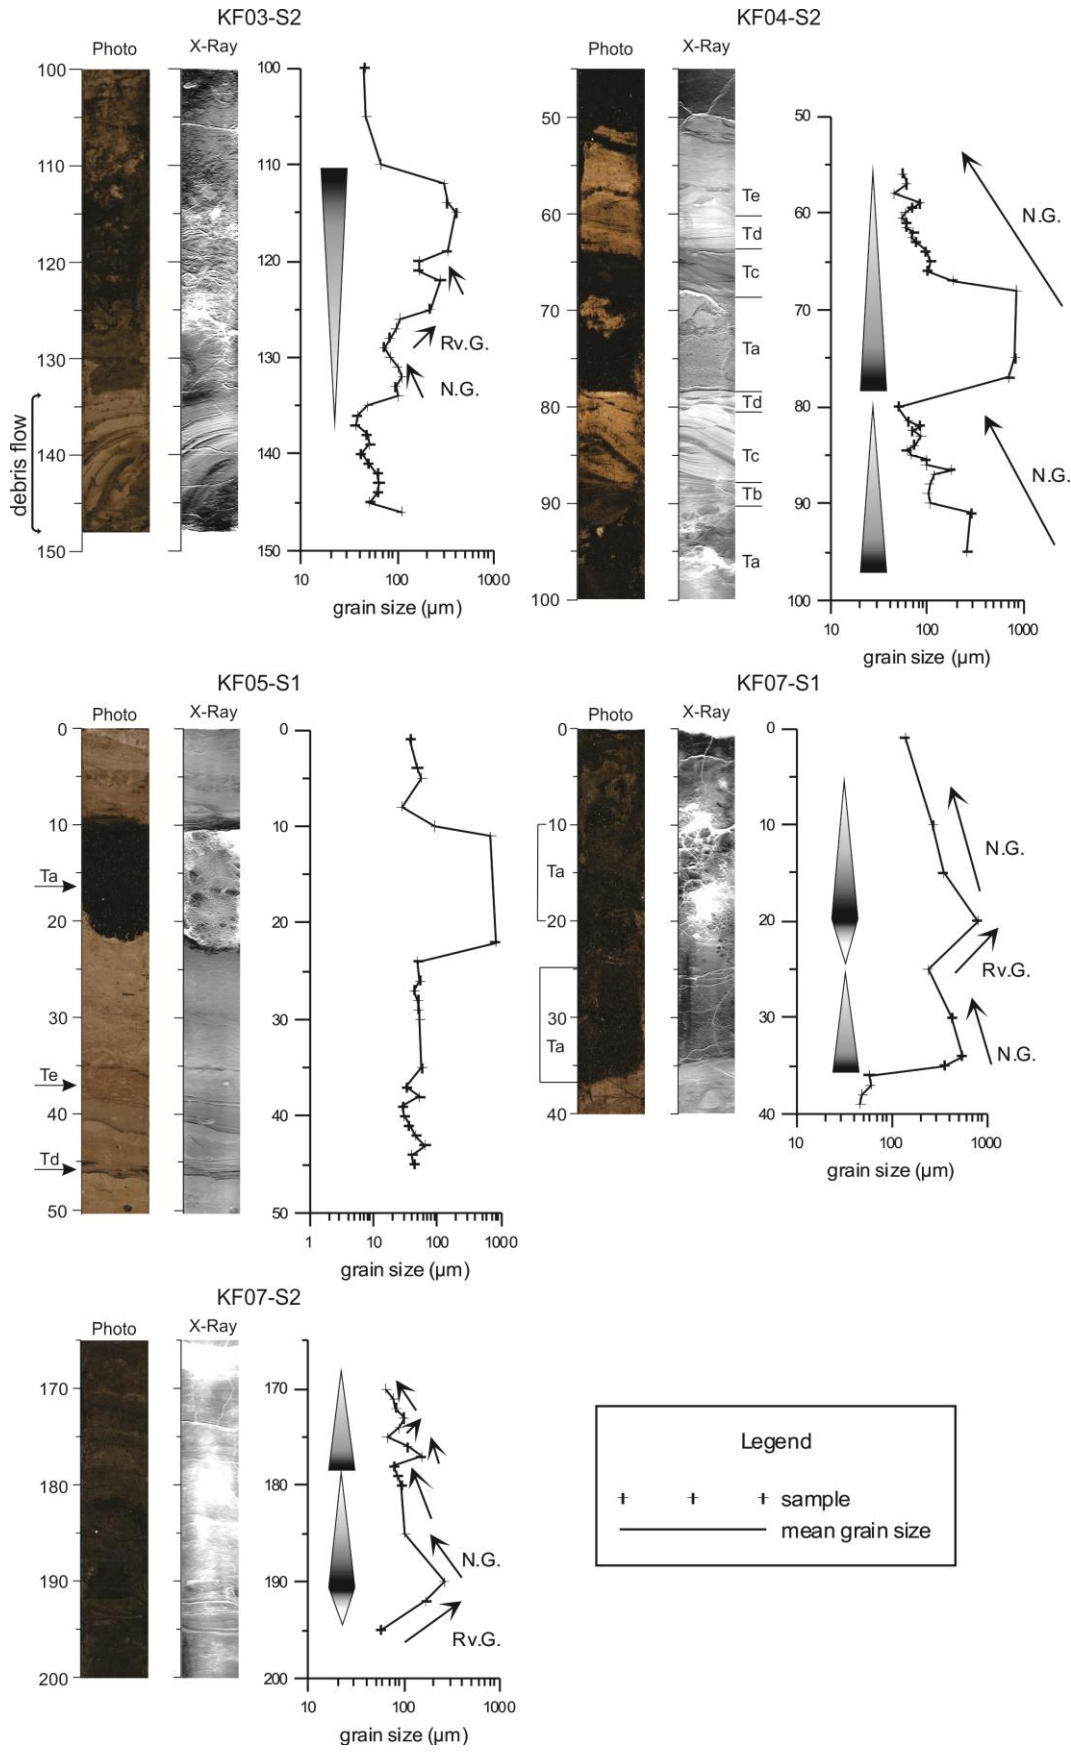 KF03-S2
Photo
X-Ray
100
110
120
130
140
150
debris flow
100
110
120
130
140
150
Rv.G.
N.G.
10
100
1000
grain size (µm)
KF04-S2
Photo
X-Ray
50
60
70
80
90
100
Te
Td
Tc
Ta
Td
Tc
Tb
Ta
50
60
70
80
90
100
N.G.
N.G.
10
100
1000
grain size (µm)
KF05-S1
Photo
X-Ray
0
10
Ta
20
30
Te
40
Td
50
0
10
20
30
40
50
1
10
100
1000
grain size (µm)
KF07-S1
Photo
X-Ray
0
10
Ta
20
30
Ta
40
0
10
20
30
40
N.G.
Rv.G.
N.G.
10
100
1000
grain size (µm)
KF07-S2
Photo
X-Ray
170
180
190
200
170
180
190
200
N.G.
Rv.G.
10
100
1000
grain size (µm)
Legend
sample
mean grain size